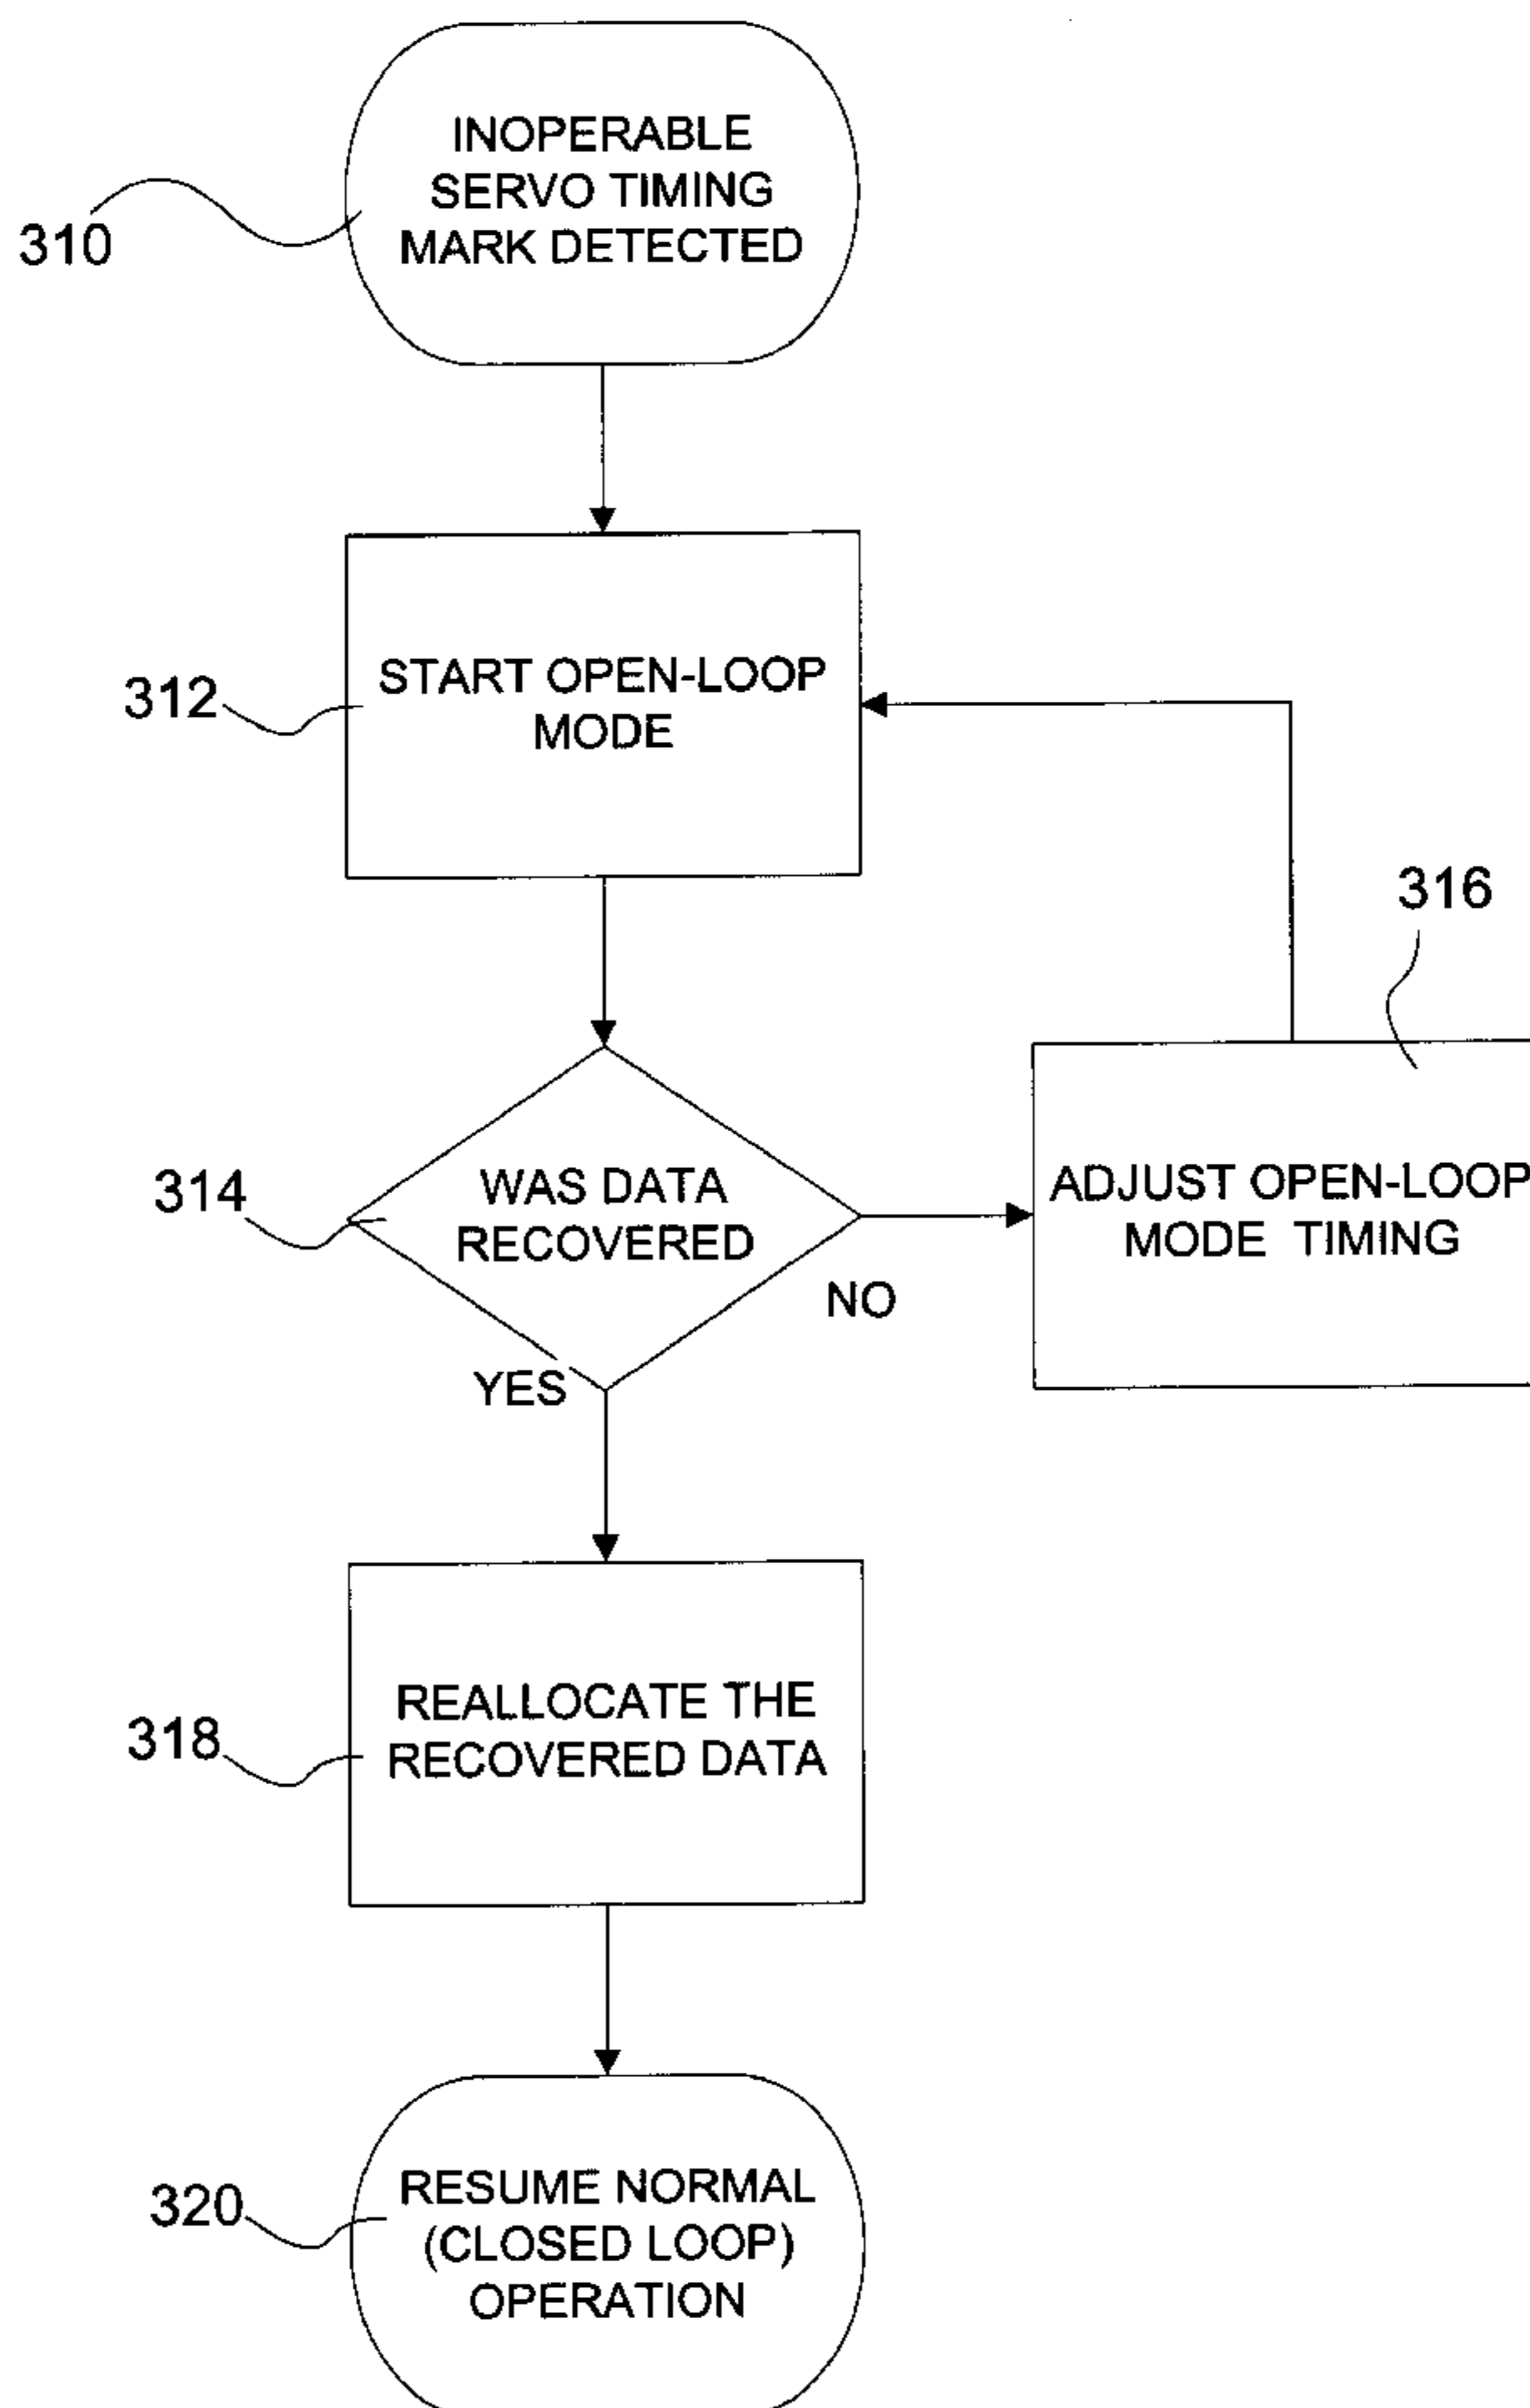 INOPERABLE
SERVO TIMING
MARK DETECTED
310
START OPEN-LOOP
MODE
312
316
WAS DATA
RECOVERED
314
NO
YES
ADJUST OPEN-LOOP
MODE TIMING
REALLOCATE THE
RECOVERED DATA
318
RESUME NORMAL
(CLOSED LOOP)
OPERATION
320